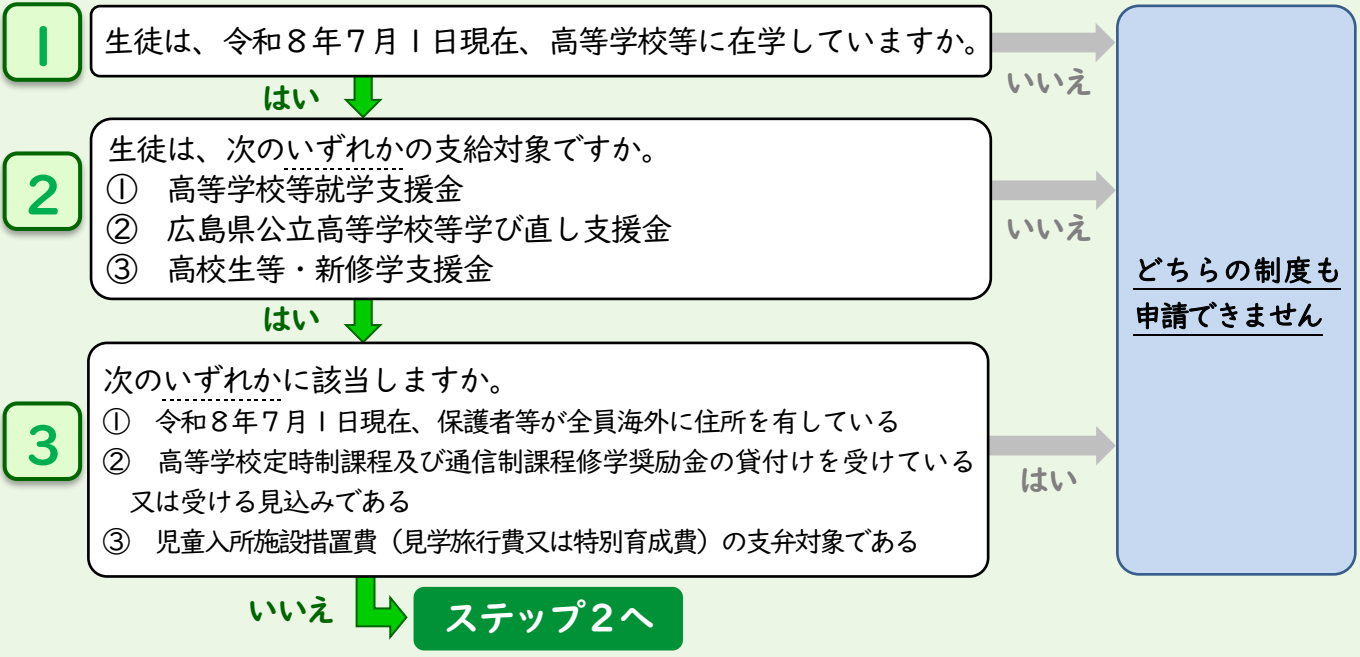 1
生徒は、令和8年7月1日現在、高等学校等に在学していますか。
いいえ
はい
2
生徒は、次のいずれかの支給対象ですか。
① 高等学校等就学支援金
② 広島県公立高等学校等学び直し支援金
③ 高校生等・新修学支援金
いいえ
はい
3
次のいずれかに該当しますか。
① 令和8年7月1日現在、保護者等が全員海外に住所を有している
② 高等学校定時制課程及び通信制課程修学奨励金の貸付けを受けている
又は受ける見込みである
③ 児童入所施設措置費(見学旅行費又は特別育成費)の支弁対象である
はい
いいえ
ステップ2へ
どちらの制度も
申請できません